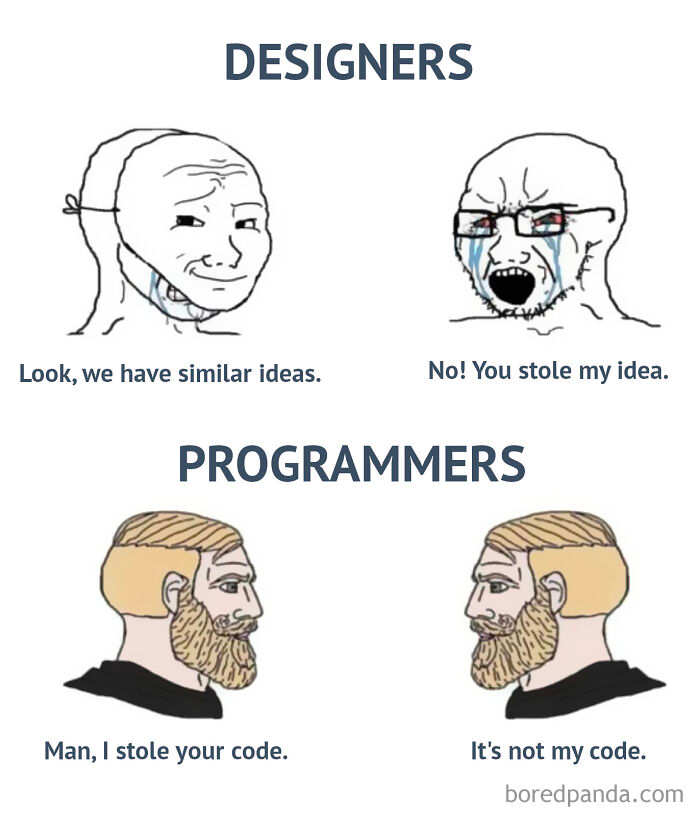 DESIGNERS
Look, we have similar ideas.
No! You stole my idea.
PROGRAMMERS
Man, I stole your code.
It's not my code.
boredpanda.com